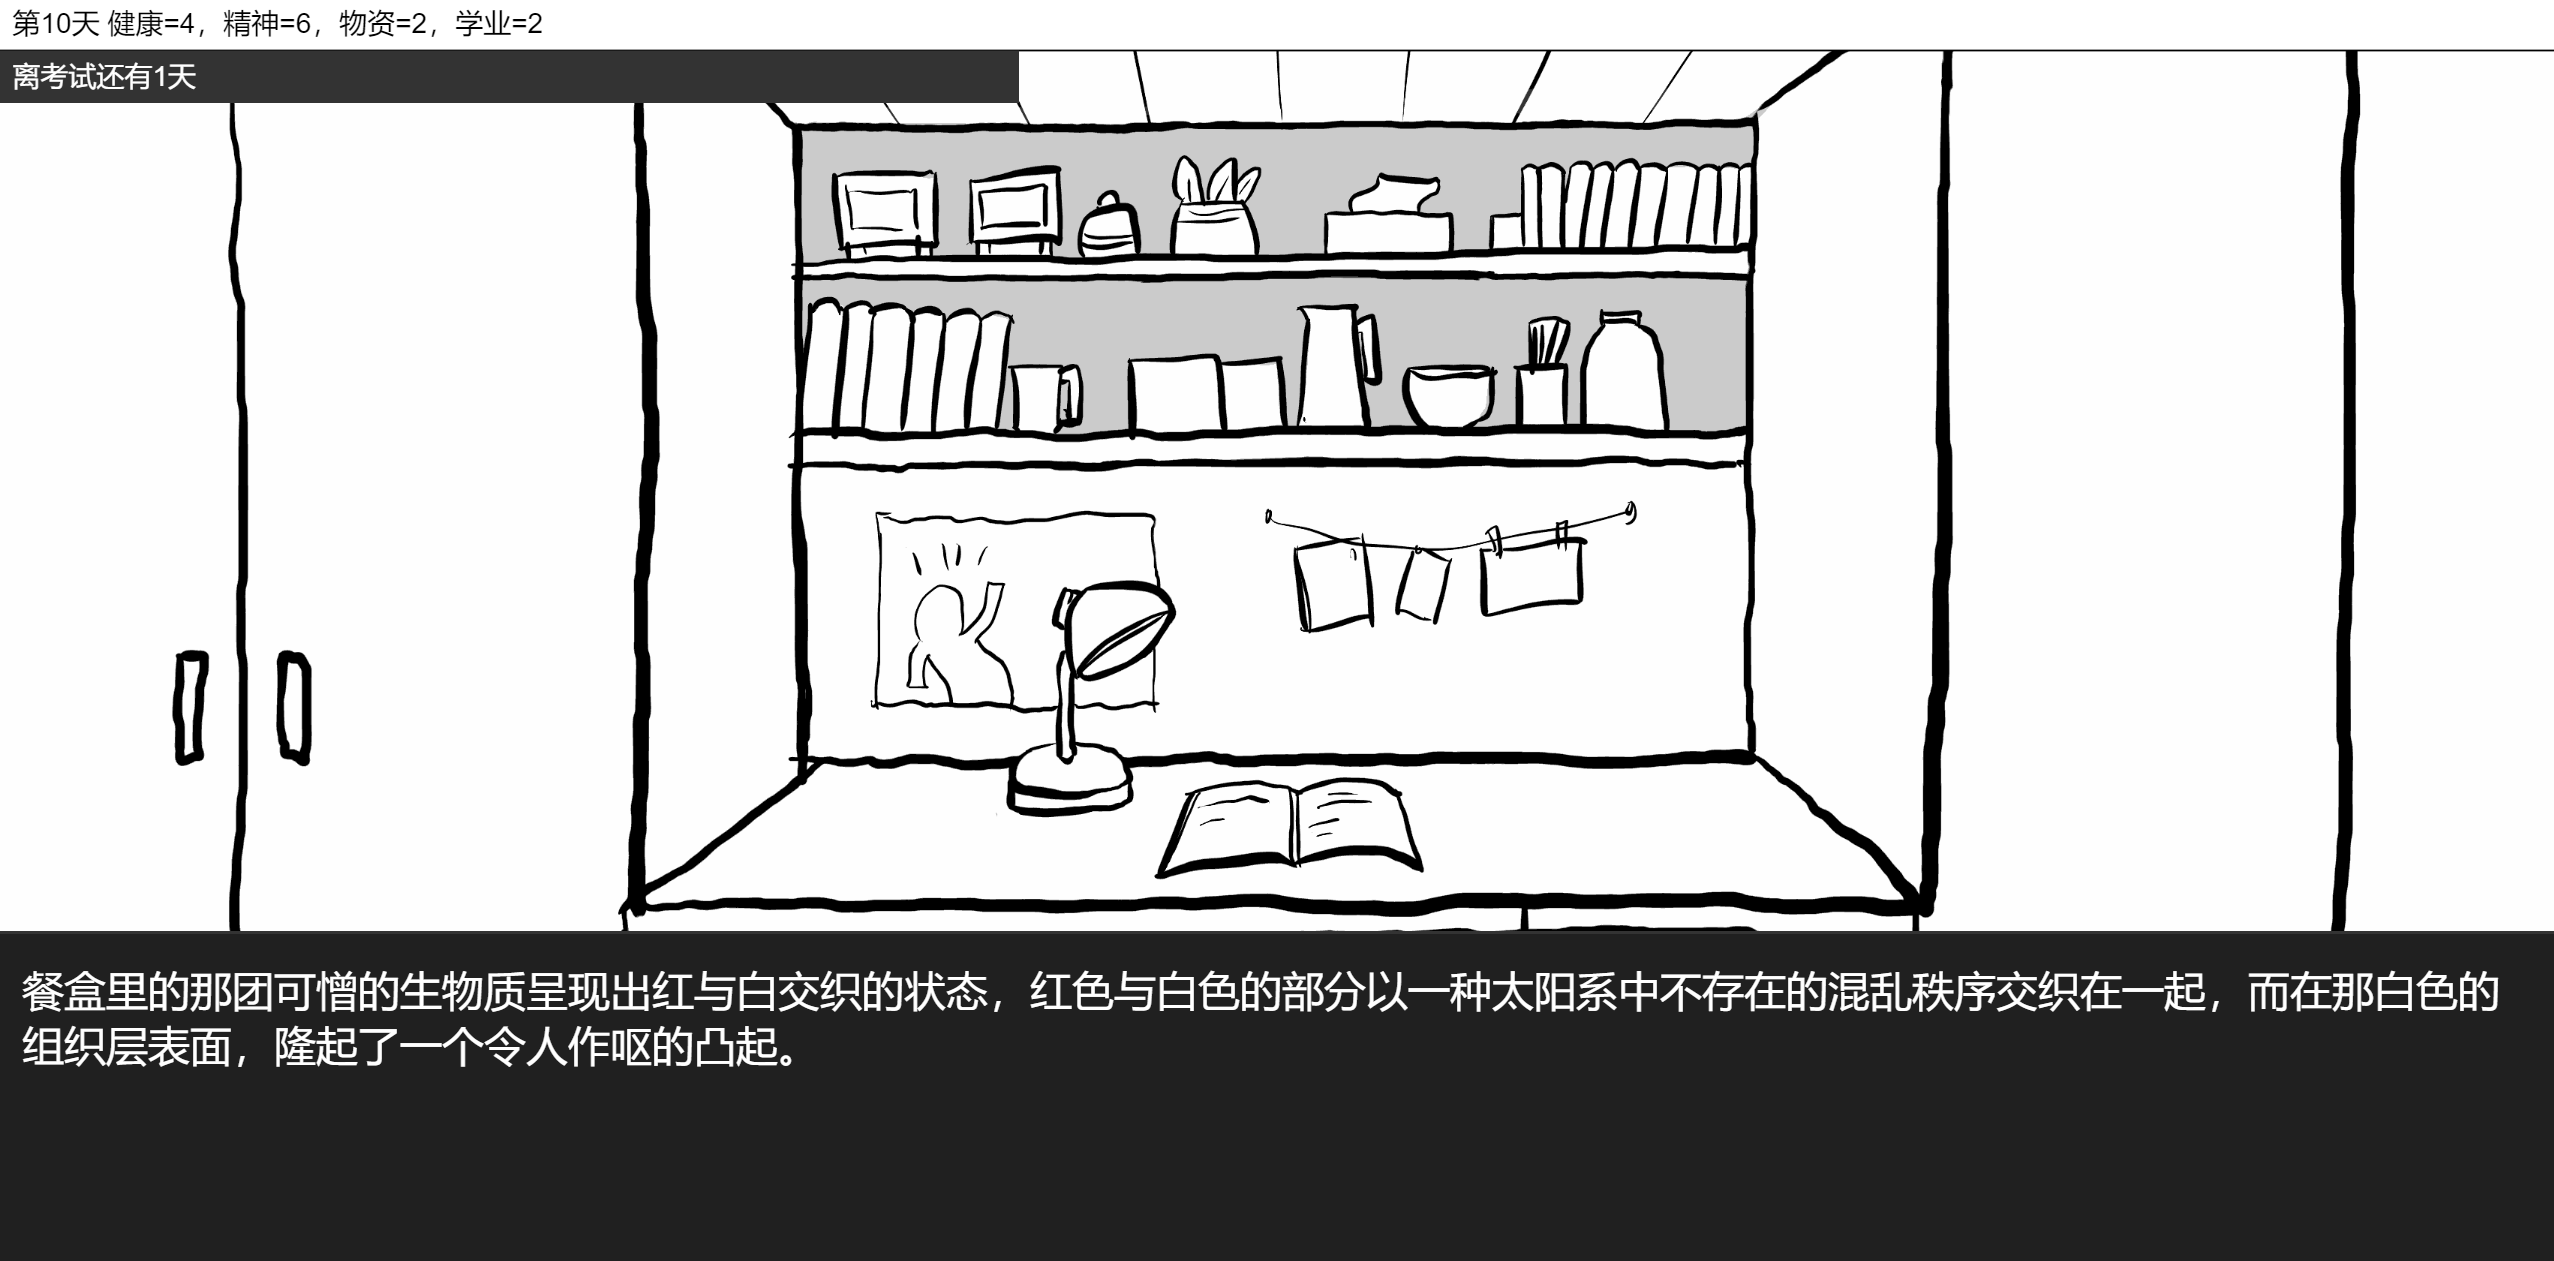 第10天 健康=4，精神=6，物资=2，学业=2
离考试还有1天
餐盒里的那团可憎的生物质呈现出红与白交织的状态，红色与白色的部分以一种太阳系中不存在的混乱秩序交织在一起，而在那白色的
组织层表面，隆起了一个令人作呕的凸起。